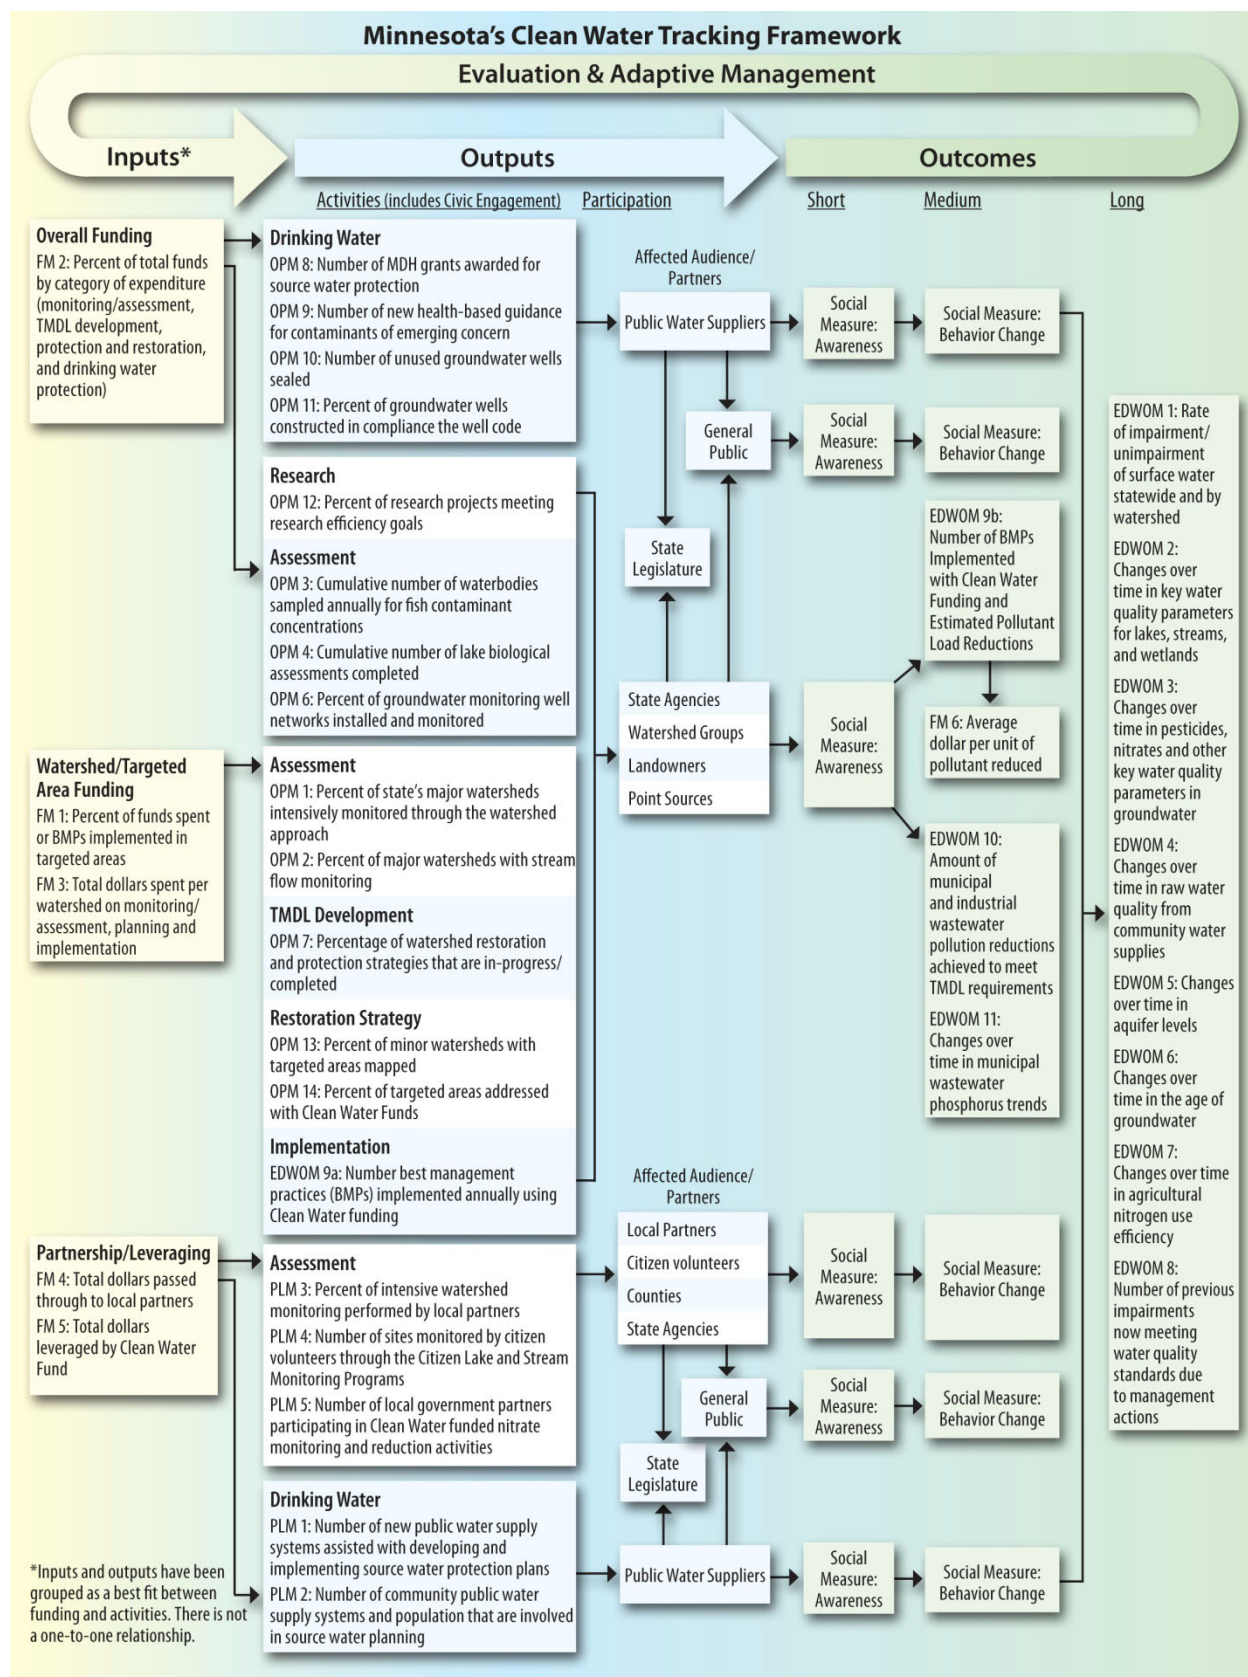 Minnesota's Clean Water Tracking Framework
Evaluation & Adaptive Management
Inputs*
Outputs
Outcomes
Activities (includes Civic Engagement)
Participation
Short
Medium
Long
Overall Funding
FM 2: Percent of total funds
by category of expenditure
(monitoring/assessment,
TMDL development,
protection and restoration,
and drinking water
protection)
Watershed/Targeted
Area Funding
FM 1: Percent of funds spent
or BMPs implemented in
targeted areas
FM 3: Total dollars spent per
watershed on monitoring/
assessment, planning and
implementation
Partnership/Leveraging
FM 4: Total dollars passed
through to local partners
FM 5: Total dollars
leveraged by Clean Water
Fund
*Inputs and outputs have been
grouped as a best fit between
funding and activities. There is not
a one-to-one relationship.
Drinking Water
OPM 8: Number of MDH grants awarded for
source water protection
OPM 9: Number of new health-based guidance
for contaminants of emerging concern
OPM 10: Number of unused groundwater wells
sealed
OPM 11: Percent of groundwater wells
constructed in compliance the well code
Research
OPM 12: Percent of research projects meeting
research efficiency goals
Assessment
OPM 3: Cumulative number of waterbodies
sampled annually for fish contaminant
concentrations
OPM 4: Cumulative number of lake biological
assessments completed
OPM 6: Percent of groundwater monitoring well
networks installed and monitored
Assessment
OPM 1: Percent of state's major watersheds
intensively monitored through the watershed
approach
OPM 2: Percent of major watersheds with stream
flow monitoring
TMDL Development
OPM 7: Percentage of watershed restoration
and protection strategies that are in-progress/
completed
Restoration Strategy
OPM 13: Percent of minor watersheds with
targeted areas mapped
OPM 14: Percent of targeted areas addressed
with Clean Water Funds
Implementation
EDWOM 9a: Number best management
practices (BMPs) implemented annually using
Clean Water funding
Assessment
PLM 3: Percent of intensive watershed
monitoring performed by local partners
PLM 4: Number of sites monitored by citizen
volunteers through the Citizen Lake and Stream
Monitoring Programs
PLM 5: Number of local government partners
participating in Clean Water funded nitrate
monitoring and reduction activities
Drinking Water
PLM 1: Number of new public water supply
systems assisted with developing and
implementing source water protection plans
PLM 2: Number of community public water
supply systems and population that are involved
in source water planning
Affected Audience/
Partners
Public Water Suppliers
General
Public
State
Legislature
State Agencies
Watershed Groups
Landowners
Point Sources
Affected Audience/
Partners
Local Partners
Citizen volunteers
Counties
State Agencies
General
Public
State
Legislature
Public Water Suppliers
Social
Measure:
Awareness
Social Measure:
Behavior Change
Social
Measure:
Awareness
Social Measure:
Behavior Change
Social
Measure:
Awareness
EDWOM 9b:
Number of BMPs
Implemented
with Clean Water
Funding and
Estimated Pollutant
Load Reductions
FM 6: Average
dollar per unit of
pollutant reduced
EDWOM 10:
Amount of
municipal
and industrial
wastewater
pollution reductions
achieved to meet
TMDL requirements
EDWOM 11:
Changes over
time in municipal
wastewater
phosphorus trends
Social
Measure:
Awareness
Social Measure:
Behavior Change
Social
Measure:
Awareness
Social Measure:
Behavior Change
Social
Measure:
Awareness
Social Measure:
Behavior Change
EDWOM 1: Rate
of impairment/
unimpairment
of surface water
statewide and by
watershed
EDWOM 2:
Changes over
time in key water
quality parameters
for lakes, streams,
and wetlands
EDWOM 3:
Changes over
time in pesticides,
nitrates and other
key water quality
parameters in
groundwater
EDWOM 4:
Changes over
time in raw water
quality from
community water
supplies
EDWOM 5: Changes
over time in
aquifer levels
EDWOM 6:
Changes over
time in the age of
groundwater
EDWOM 7:
Changes over time
in agricultural
nitrogen use
efficiency
EDWOM 8:
Number of previous
impairments
now meeting
water quality
standards due
to management
actions